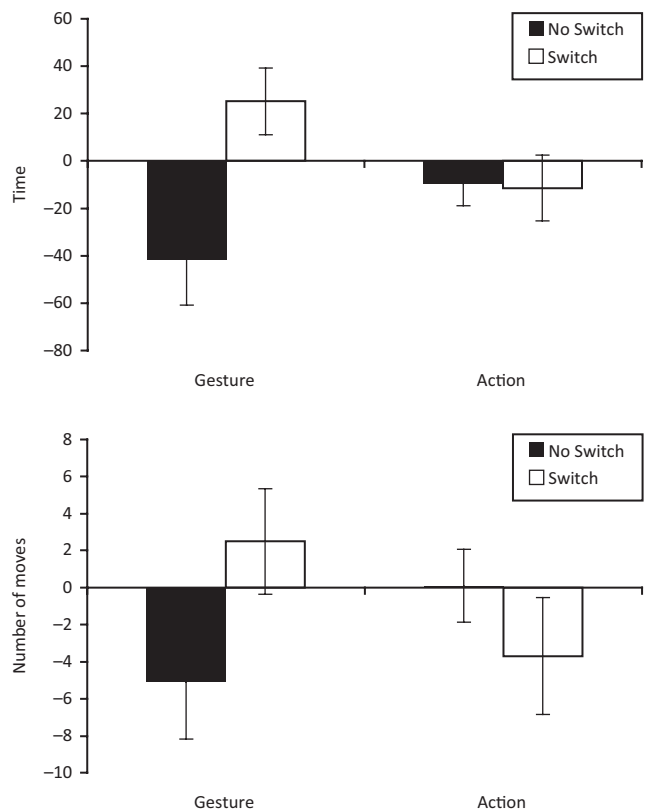 60
No Switch
Switch
40
20
0
Time
−20
−40
−60
−80
Gesture Action
8
No Switch
Switch
6
4
2
0
Number of moves
−2
−4
−6
−8
−10
Gesture Action